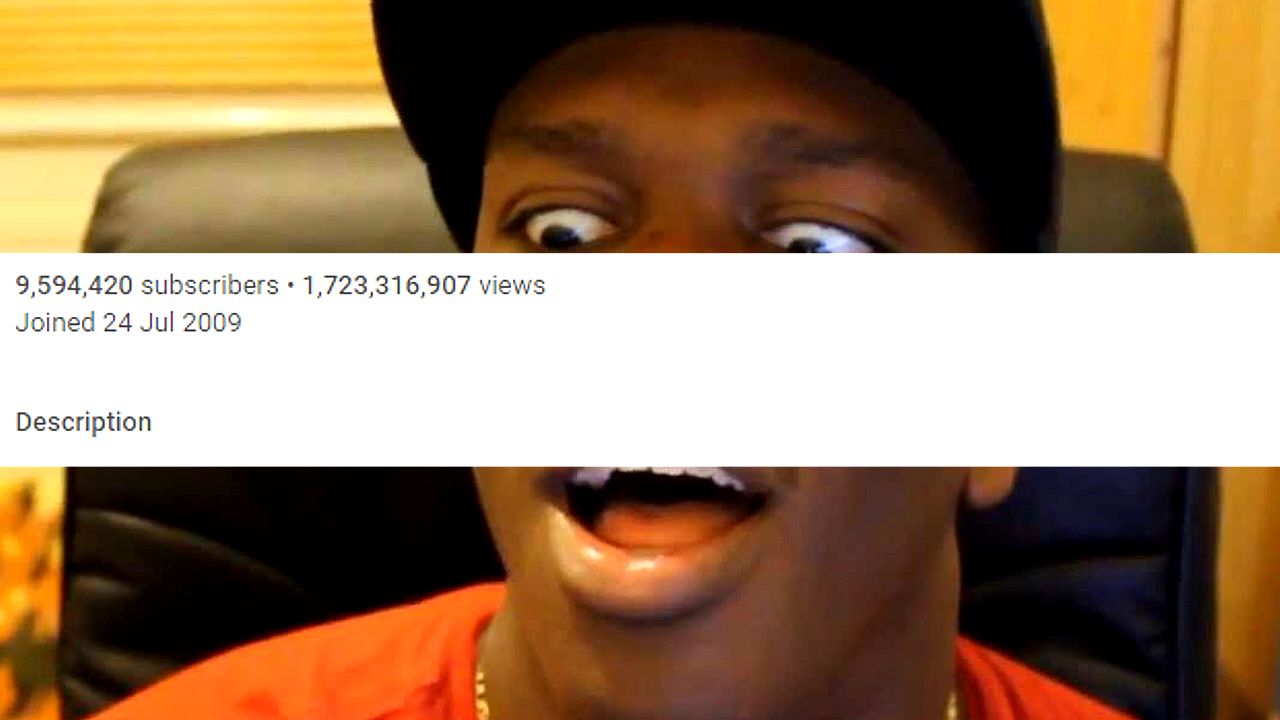 9,594,420 subscribers • 1,723,316,907 views
Joined 24 Jul 2009
Description